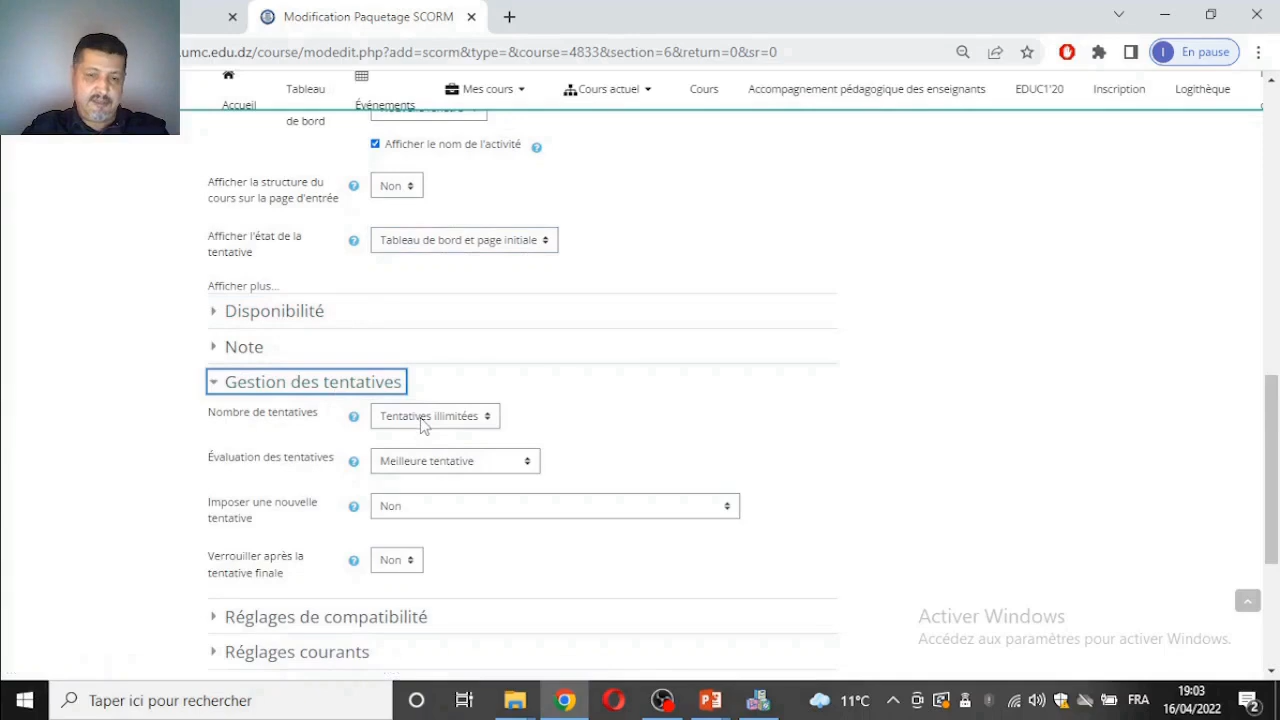 Modification Paquetage SCORM
umc.edu.dz/course/modedit.php?add=scorm&type=&course=4833&section=6&return=0&sr=0
I En pause
Accueil
Tableau de bord
Événements
Mes cours
Cours actuel
Cours
Accompagnement pédagogique des enseignants
EDUC1'20
Inscription
Logithèque
Afficher le nom de l'activité
Afficher la structure du
cours sur la page d'entrée
Non
Afficher l'état de la
tentative
Tableau de bord et page initiale
Afficher plus...
Disponibilité
Note
Gestion des tentatives
Nombre de tentatives
Tentatives illimitées
Évaluation des tentatives
Meilleure tentative
Imposer une nouvelle
tentative
Non
Verrouiller après la
tentative finale
Non
Réglages de compatibilité
Réglages courants
Activer Windows
Accédez aux paramètres pour activer Windows.
Taper ici pour rechercher
11°C
FRA
19:03
16/04/2022
2